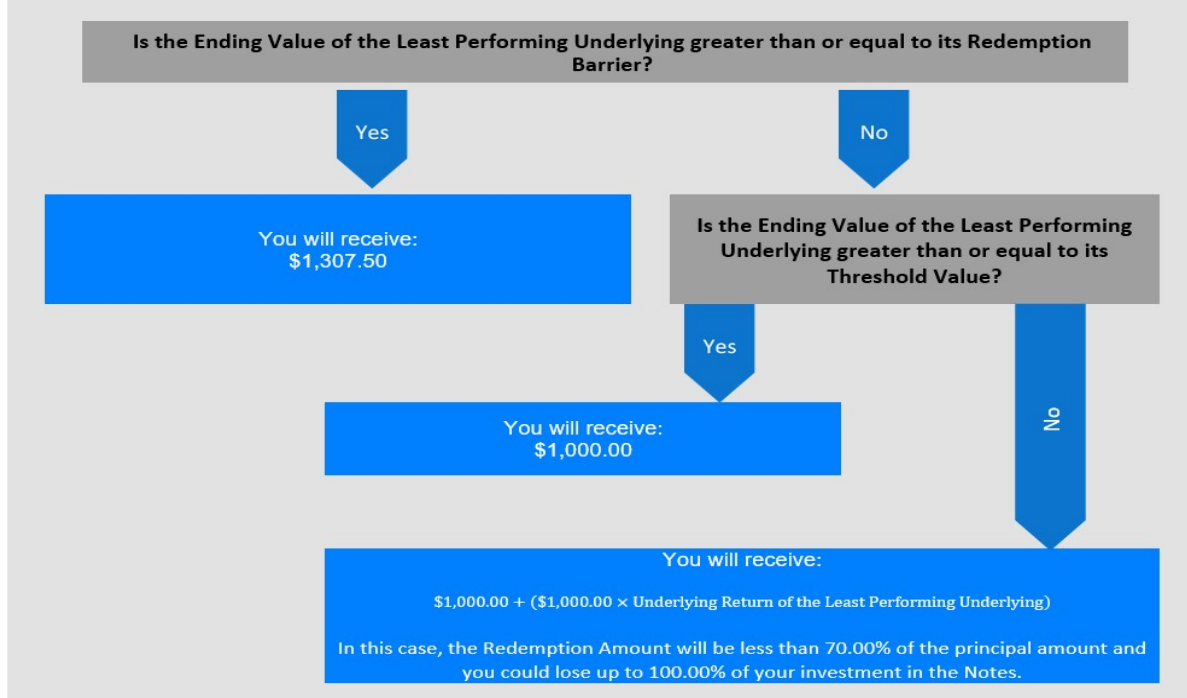 Is the Ending Value of the Least Performing Underlying greater than or equal to its Redemption
Barrier?
Yes
No
You will receive:
$1,307.50
Is the Ending Value of the Least Performing
Underlying greater than or equal to its
Threshold Value?
Yes
No
You will receive:
$1,000.00
You will receive:
$1,000.00 + ($1,000.00 × Underlying Return of the Least Performing Underlying)
In this case, the Redemption Amount will be less than 70.00% of the principal amount and
you could lose up to 100.00% of your investment in the Notes.